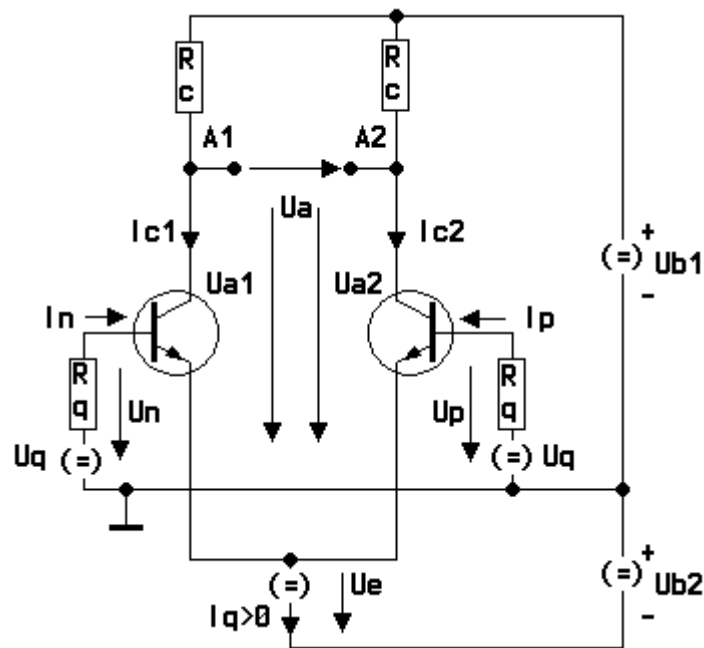 R c
R c
A1
A2
Ua
Ic1
Ic2
Ua1
Ua2
+
(=)
Ub1
-
In
Ip
R q
Un
Up
R q
Uq
(=)
(=)
Uq
(=)
Ue
Iq>0
+
(=)
Ub2
-